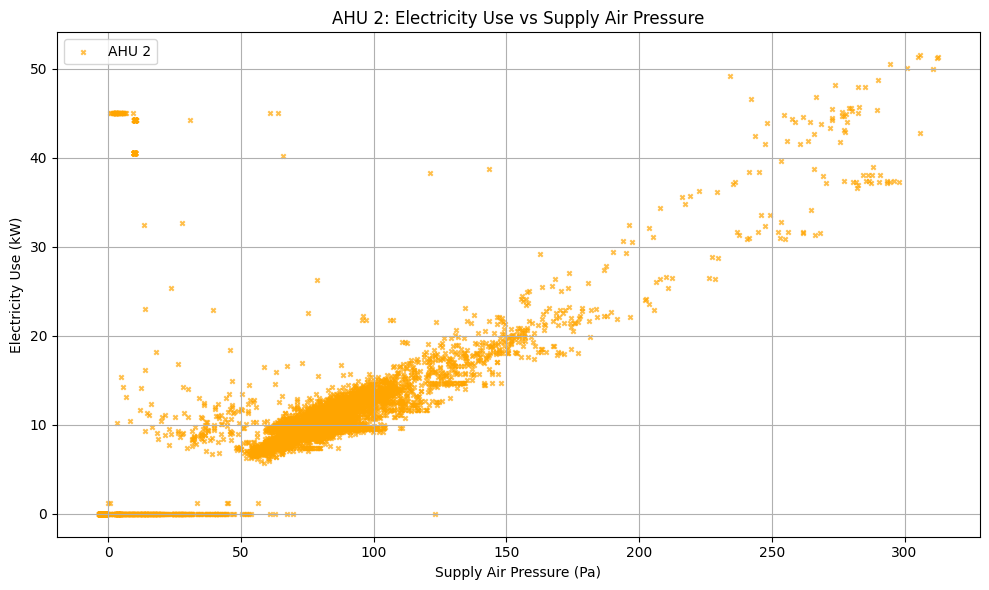 AHU 2: Electricity Use vs Supply Air Pressure
AHU 2
50
40
30
20
10
0
Electricity Use (kW)
0 50 100 150 200 250 300
Supply Air Pressure (Pa)